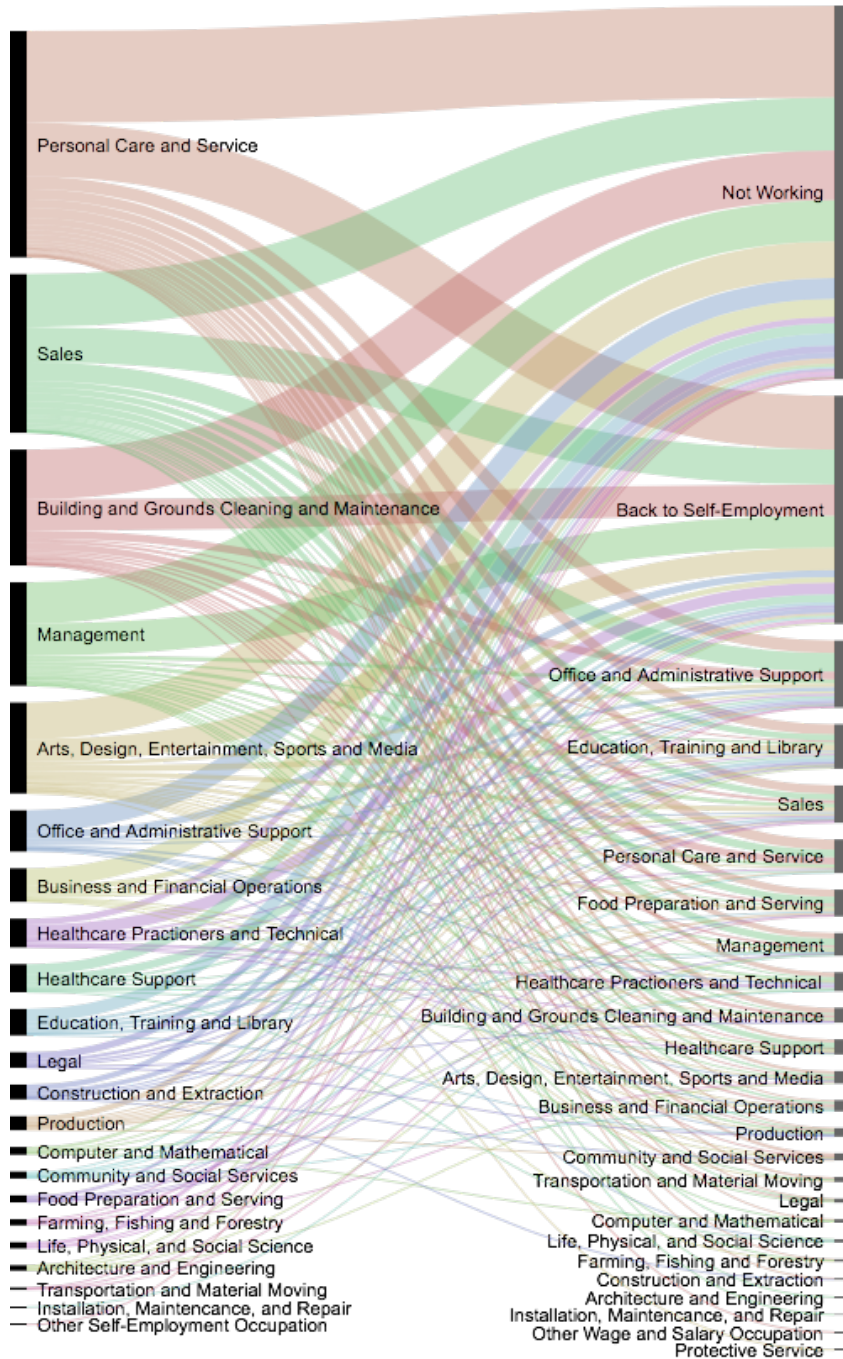 Personal Care and Service
Sales
Building and Grounds Cleaning and Maintenance
Management
Arts, Design, Entertainment, Sports and Media
Office and Administrative Support
Business and Financial Operations
Healthcare Practioners and Technical
Healthcare Support
Education, Training and Library
Legal
Construction and Extraction
Production
Computer and Mathematical
Community and Social Services
Food Preparation and Serving
Farming, Fishing and Forestry
Life, Physical, and Social Science
Architecture and Engineering
Transportation and Material Moving
Installation, Maintencance, and Repair
Other Self-Employment Occupation
Not Working
Back to Self-Employment
Office and Administrative Support
Education, Training and Library
Sales
Personal Care and Service
Food Preparation and Serving
Management
Healthcare Practioners and Technical
Building and Grounds Cleaning and Maintenance
Healthcare Support
Arts, Design, Entertainment, Sports and Media
Business and Financial Operations
Production
Community and Social Services
Transportation and Material Moving
Legal
Computer and Mathematical
Life, Physical, and Social Science
Farming, Fishing and Forestry
Construction and Extraction
Architecture and Engineering
Installation, Maintencance, and Repair
Other Wage and Salary Occupation
Protective Service